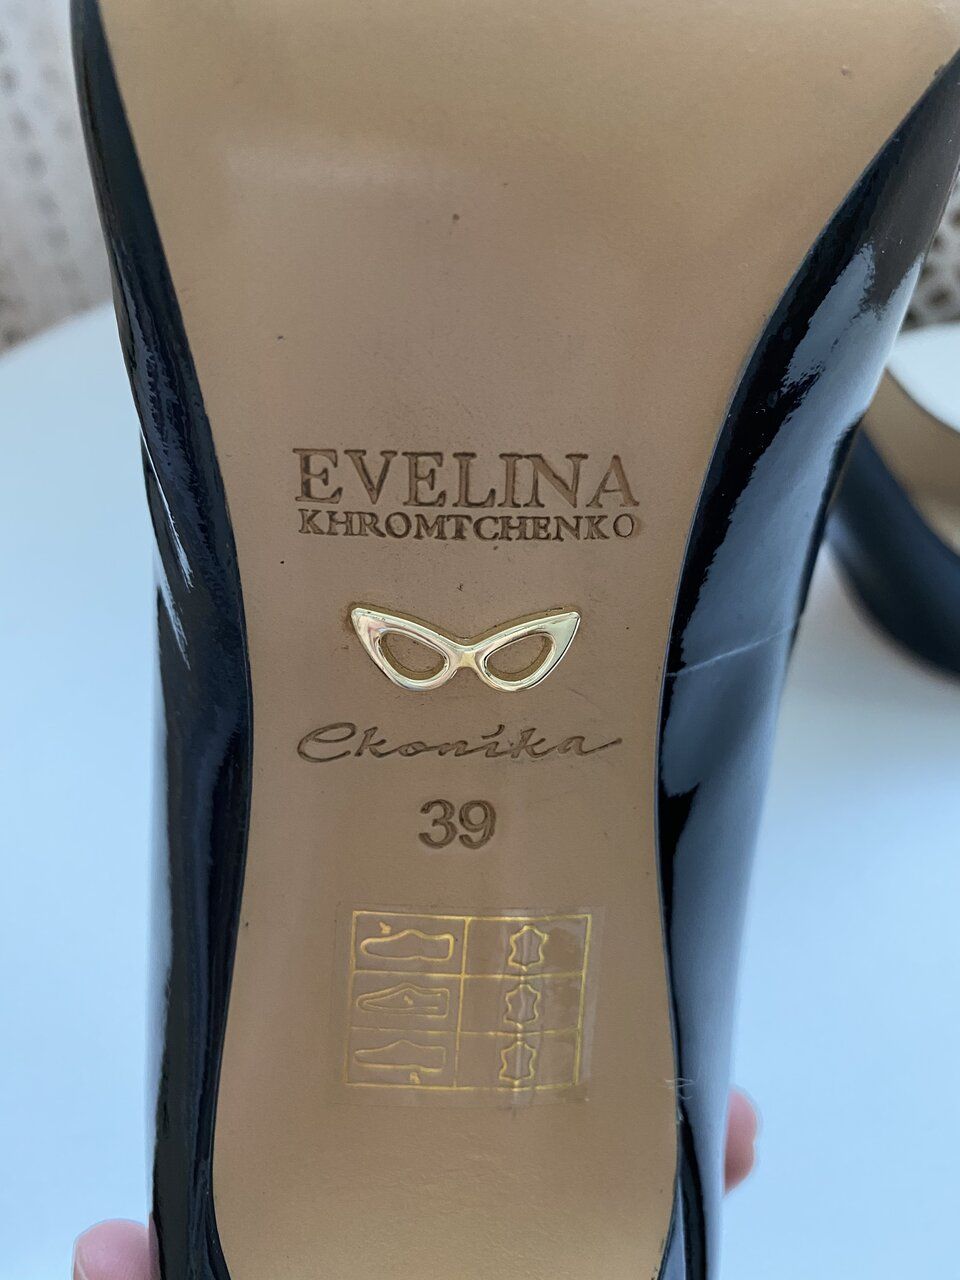 EVELINA
KHROMTCHENKO
Ekonika
39